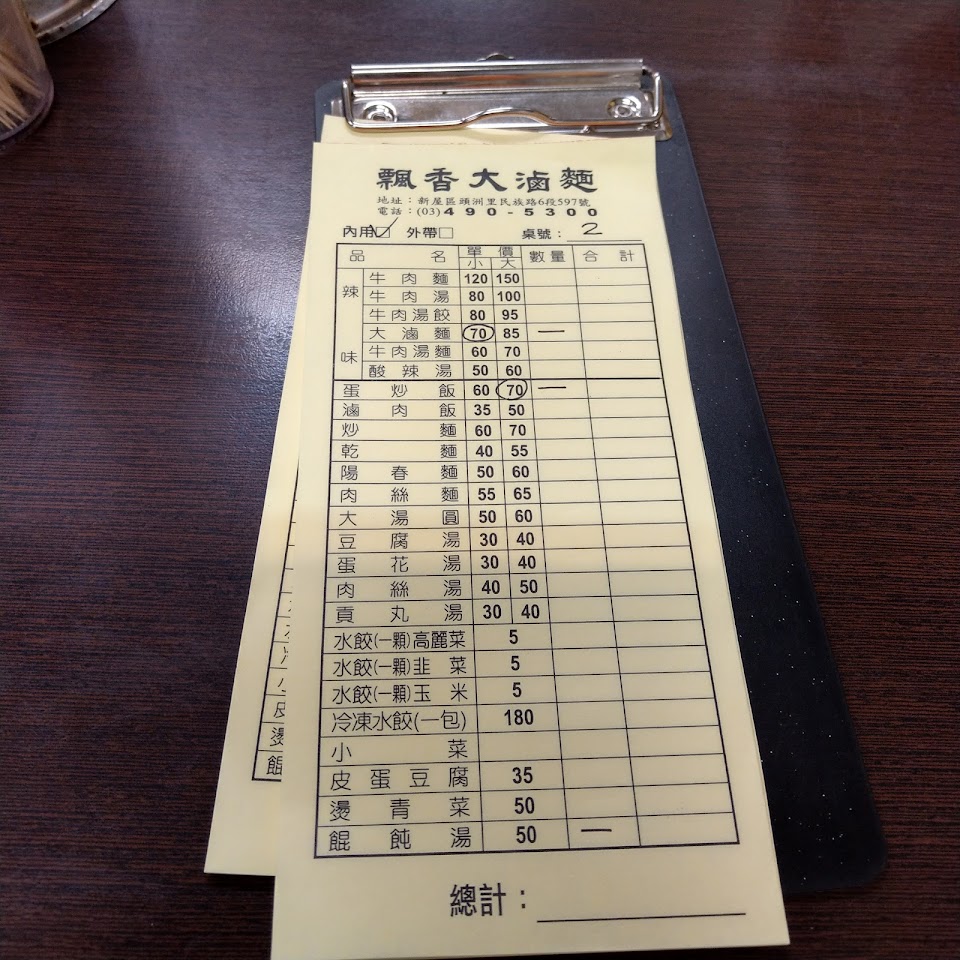 飄香大滷麵
地址：新屋區頭洲里民族路6段597號
電話：(03)490-5300
內用☑ 外帶□ 桌號：2
品名 單價 小 大 數量 合計
辣味
牛肉麵 120 150
牛肉湯 80 100
牛肉湯餃 80 95
大滷麵 70 85 一
牛肉湯麵 60 70
酸辣湯 50 60
蛋炒飯 60 70 一
滷肉飯 35 50
炒麵 60 70
乾麵 40 55
陽春麵 50 60
肉絲麵 55 65
大湯圓 50 60
豆腐湯 30 40
蛋花湯 30 40
肉絲湯 40 50
貢丸湯 30 40
水餃(一顆)高麗菜 5
水餃(一顆)韭菜 5
水餃(一顆)玉米 5
冷凍水餃(一包) 180
小菜
皮蛋豆腐 35
燙青菜 50
餛飩湯 50 一
總計：
皮
燙
餛